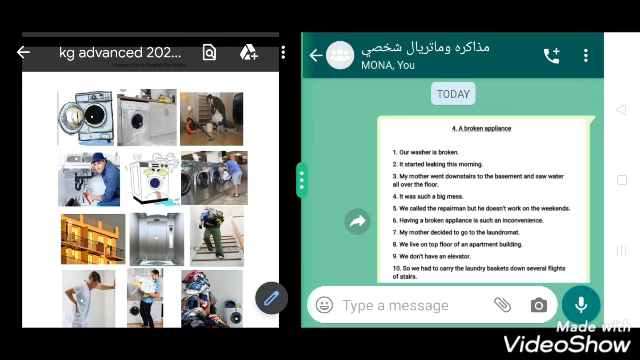 kg advanced 202...
مذاكره وماتريال شخصي
MONA, You
TODAY
4. A broken appliance
1. Our washer is broken.
2. It started leaking this morning.
3. My mother went downstairs to the basement and saw water
all over the floor.
4. It was such a big mess.
5. We called the repairman but he doesn't work on the weekends.
6. Having a broken appliance is such an inconvenience.
7. My mother decided to go to the laundromat.
8. We live on top floor of an apartment building.
9. We don't have an elevator.
10. So we had to carry the laundry baskets down several flights
of stairs.
Type a message
Made with
VideoShow